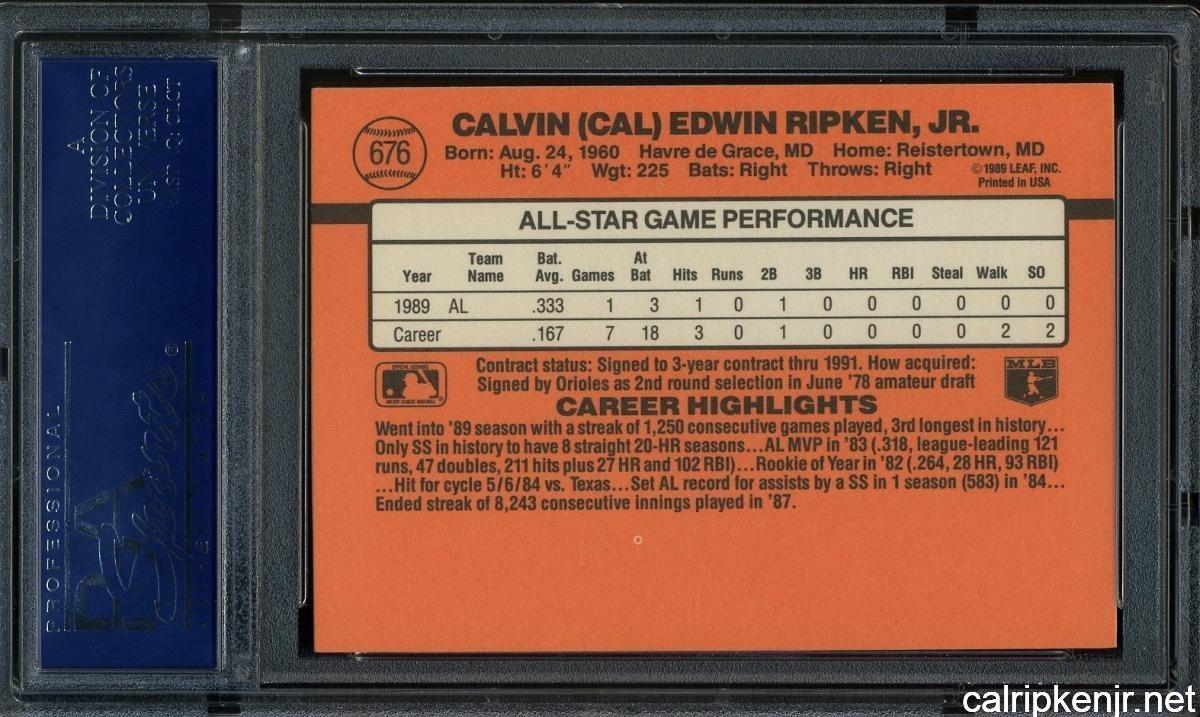 A
DIVISION OF
COLLECTORS
UNIVERSE
NASDAQ: CLCT
PROFESSIONAL
PSA
Sports
®
676
CALVIN (CAL) EDWIN RIPKEN, JR.
Born: Aug. 24, 1960 Havre de Grace, MD Home: Reistertown, MD
Ht: 6'4" Wgt: 225 Bats: Right Throws: Right
©1989 LEAF, INC.
Printed in USA
ALL-STAR GAME PERFORMANCE
Year Team Name Bat. Avg. Games At Bat Hits Runs 2B 3B HR RBI Steal Walk SO
1989 AL .333 1 3 1 0 1 0 0 0 0 0 0
Career .167 7 18 3 0 1 0 0 0 0 2 2
Contract status: Signed to 3-year contract thru 1991. How acquired:
Signed by Orioles as 2nd round selection in June '78 amateur draft
MLB
CAREER HIGHLIGHTS
Went into '89 season with a streak of 1,250 consecutive games played, 3rd longest in history...
Only SS in history to have 8 straight 20-HR seasons...AL MVP in '83 (.318, league-leading 121
runs, 47 doubles, 211 hits plus 27 HR and 102 RBI)...Rookie of Year in '82 (.264, 28 HR, 93 RBI)
...Hit for cycle 5/6/84 vs. Texas...Set AL record for assists by a SS in 1 season (583) in '84...
Ended streak of 8,243 consecutive innings played in '87.
calripkenjr.net